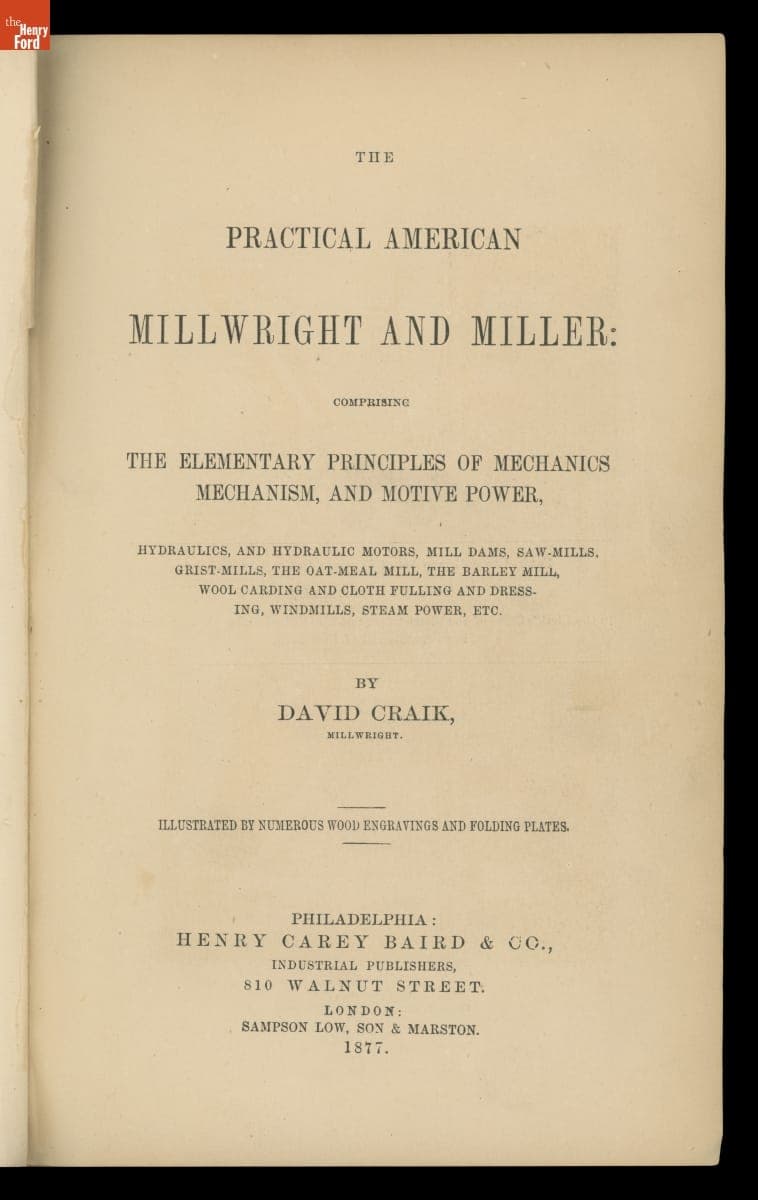 the
Henry
Ford
THE
PRACTICAL AMERICAN
MILLWRIGHT AND MILLER:
COMPRISING
THE ELEMENTARY PRINCIPLES OF MECHANICS
MECHANISM, AND MOTIVE POWER,
HYDRAULICS, AND HYDRAULIC MOTORS, MILL DAMS, SAW-MILLS,
GRIST-MILLS, THE OAT-MEAL MILL, THE BARLEY MILL,
WOOL CARDING AND CLOTH FULLING AND DRESS-
ING, WINDMILLS, STEAM POWER, ETC.
BY
DAVID CRAIK,
MILLWRIGHT.
ILLUSTRATED BY NUMEROUS WOOD ENGRAVINGS AND FOLDING PLATES.
PHILADELPHIA:
HENRY CAREY BAIRD & CO.,
INDUSTRIAL PUBLISHERS,
810 WALNUT STREET.
LONDON:
SAMPSON LOW, SON & MARSTON.
1877.